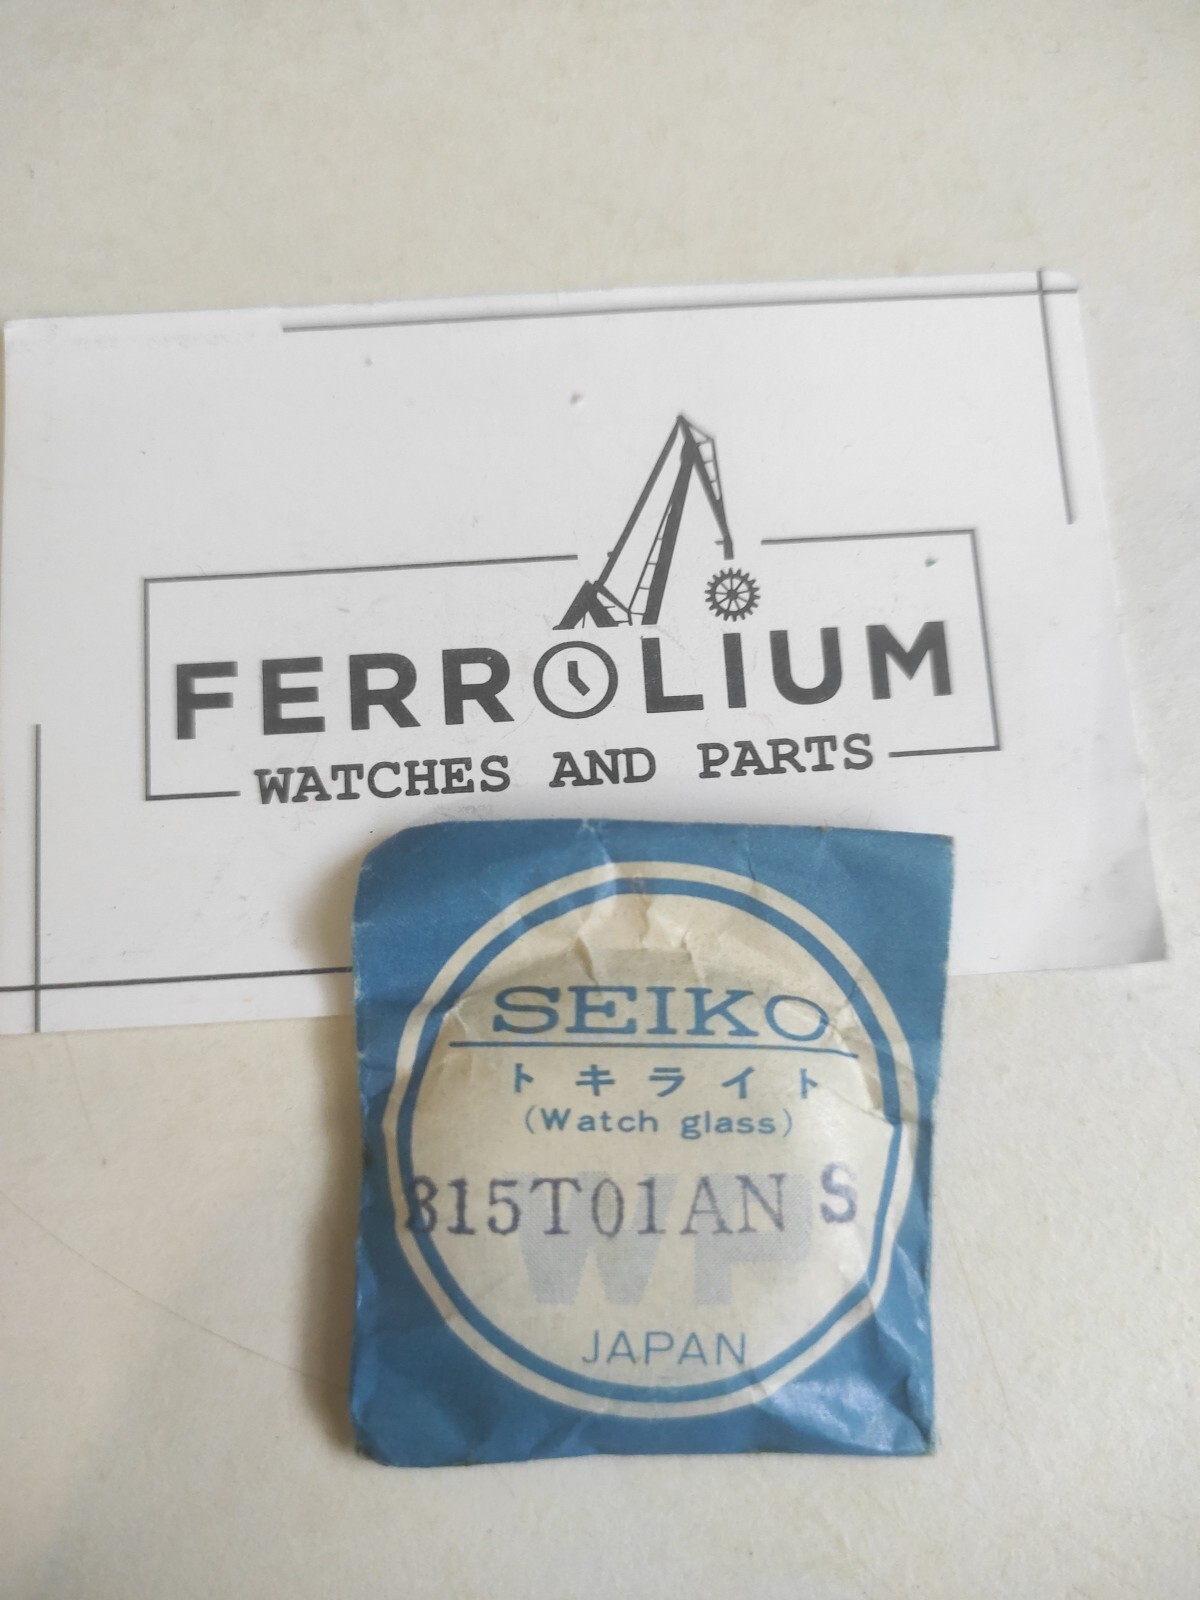 FERROLIUM
WATCHES AND PARTS
SEIKO
トキライト
(Watch glass)
315T01AN S
WP
JAPAN